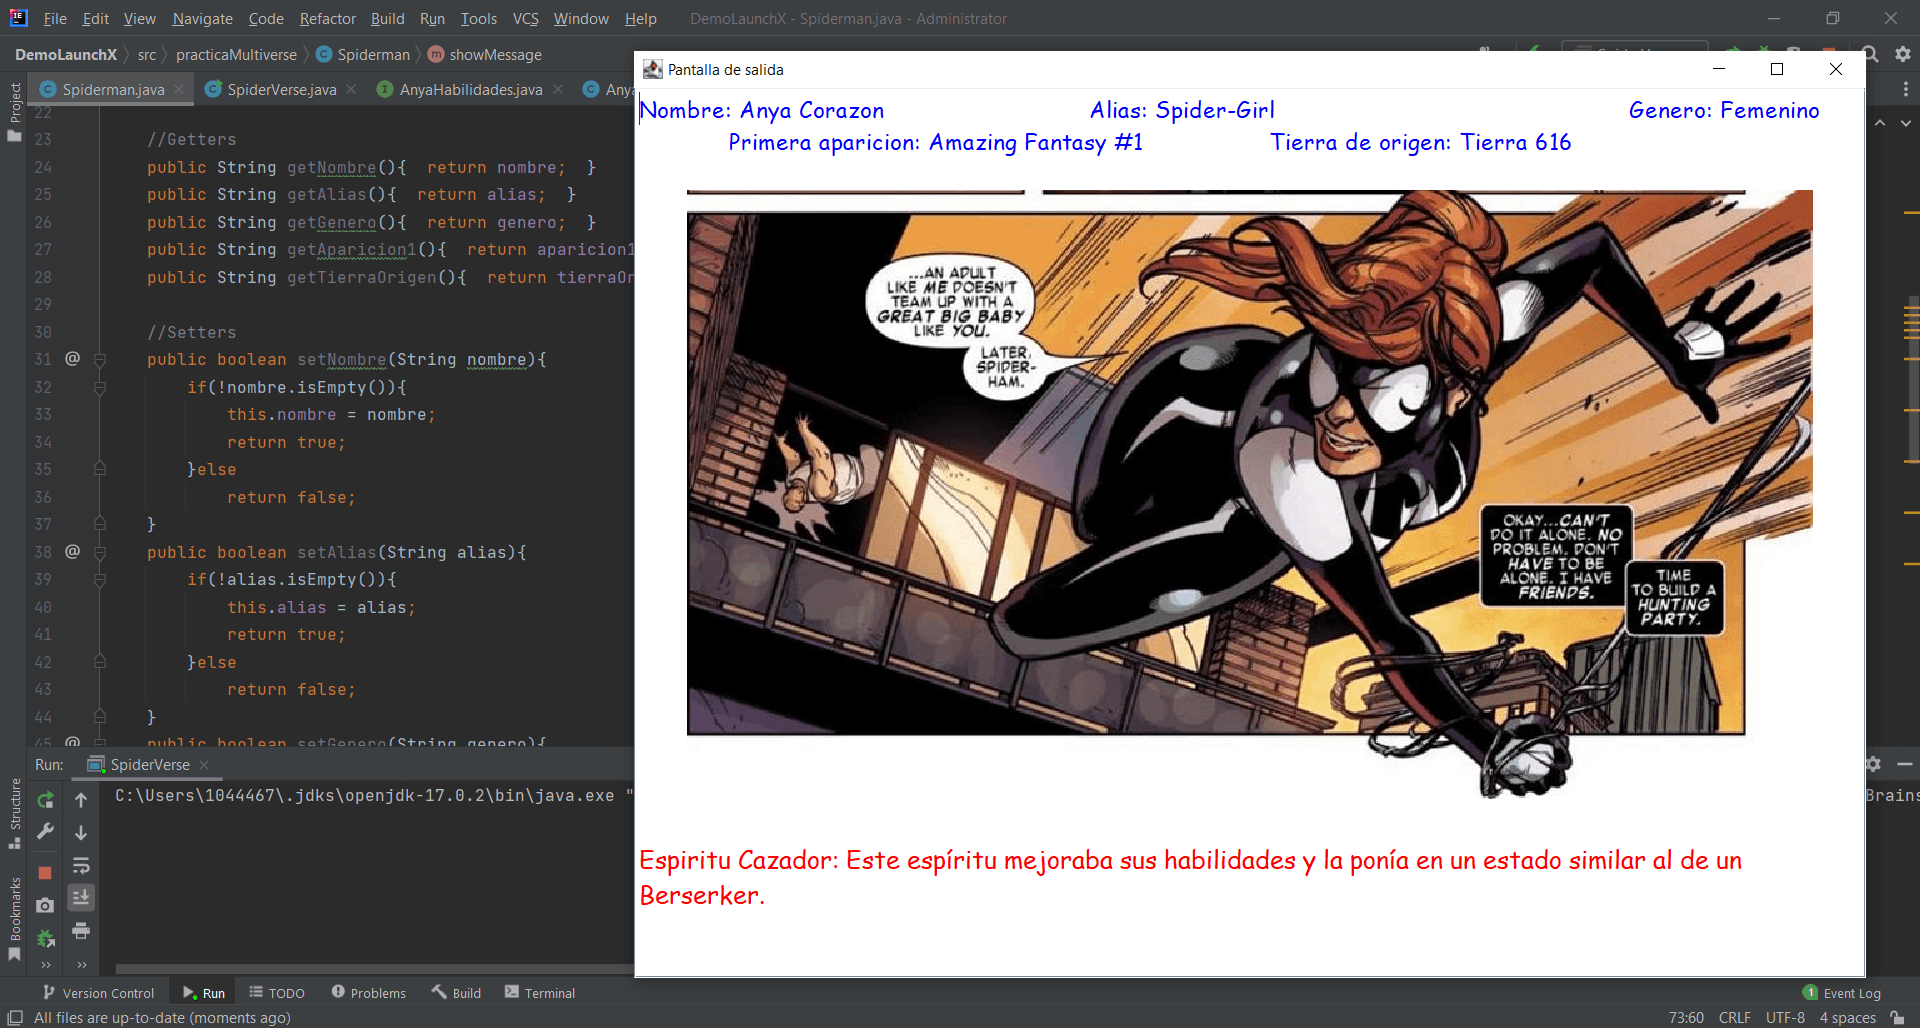 File Edit View Navigate Code Refactor Build Run Tools VCS Window Help DemoLaunchX - Spiderman.java - Administrator
DemoLaunchX src practicaMultiverse Spiderman showMessage
Spiderman.java SpiderVerse.java AnyaHabilidades.java Any
Project
22
23 //Getters
24 public String getNombre(){ return nombre; }
25 public String getAlias(){ return alias; }
26 public String getGenero(){ return genero; }
27 public String getAparicion1(){ return aparicion1
28 public String getTierraOrigen(){ return tierraOr
29
30 //Setters
31 @ public boolean setNombre(String nombre){
32 if(!nombre.isEmpty()){
33 this.nombre = nombre;
34 return true;
35 }else
36 return false;
37 }
38 @ public boolean setAlias(String alias){
39 if(!alias.isEmpty()){
40 this.alias = alias;
41 return true;
42 }else
43 return false;
44 }
45 @ public boolean setGenero(String genero){
Pantalla de salida
Nombre: Anya Corazon Alias: Spider-Girl Genero: Femenino
Primera aparicion: Amazing Fantasy #1 Tierra de origen: Tierra 616
...AN ADULT
LIKE ME DOESN'T
TEAM UP WITH A
GREAT BIG BABY
LIKE YOU.
LATER,
SPIDER-
HAM.
OKAY...CAN'T
DO IT ALONE. NO
PROBLEM. DON'T
HAVE TO BE
ALONE. I HAVE
FRIENDS.
TIME
TO BUILD A
HUNTING
PARTY.
Espiritu Cazador: Este espíritu mejoraba sus habilidades y la ponía en un estado similar al de un
Berserker.
Run: SpiderVerse
C:\Users\1044467\.jdks\openjdk-17.0.2\bin\java.exe "
Brains
Structure
Bookmarks
Version Control Run TODO Problems Build Terminal 1 Event Log
All files are up-to-date (moments ago) 73:60 CRLF UTF-8 4 spaces